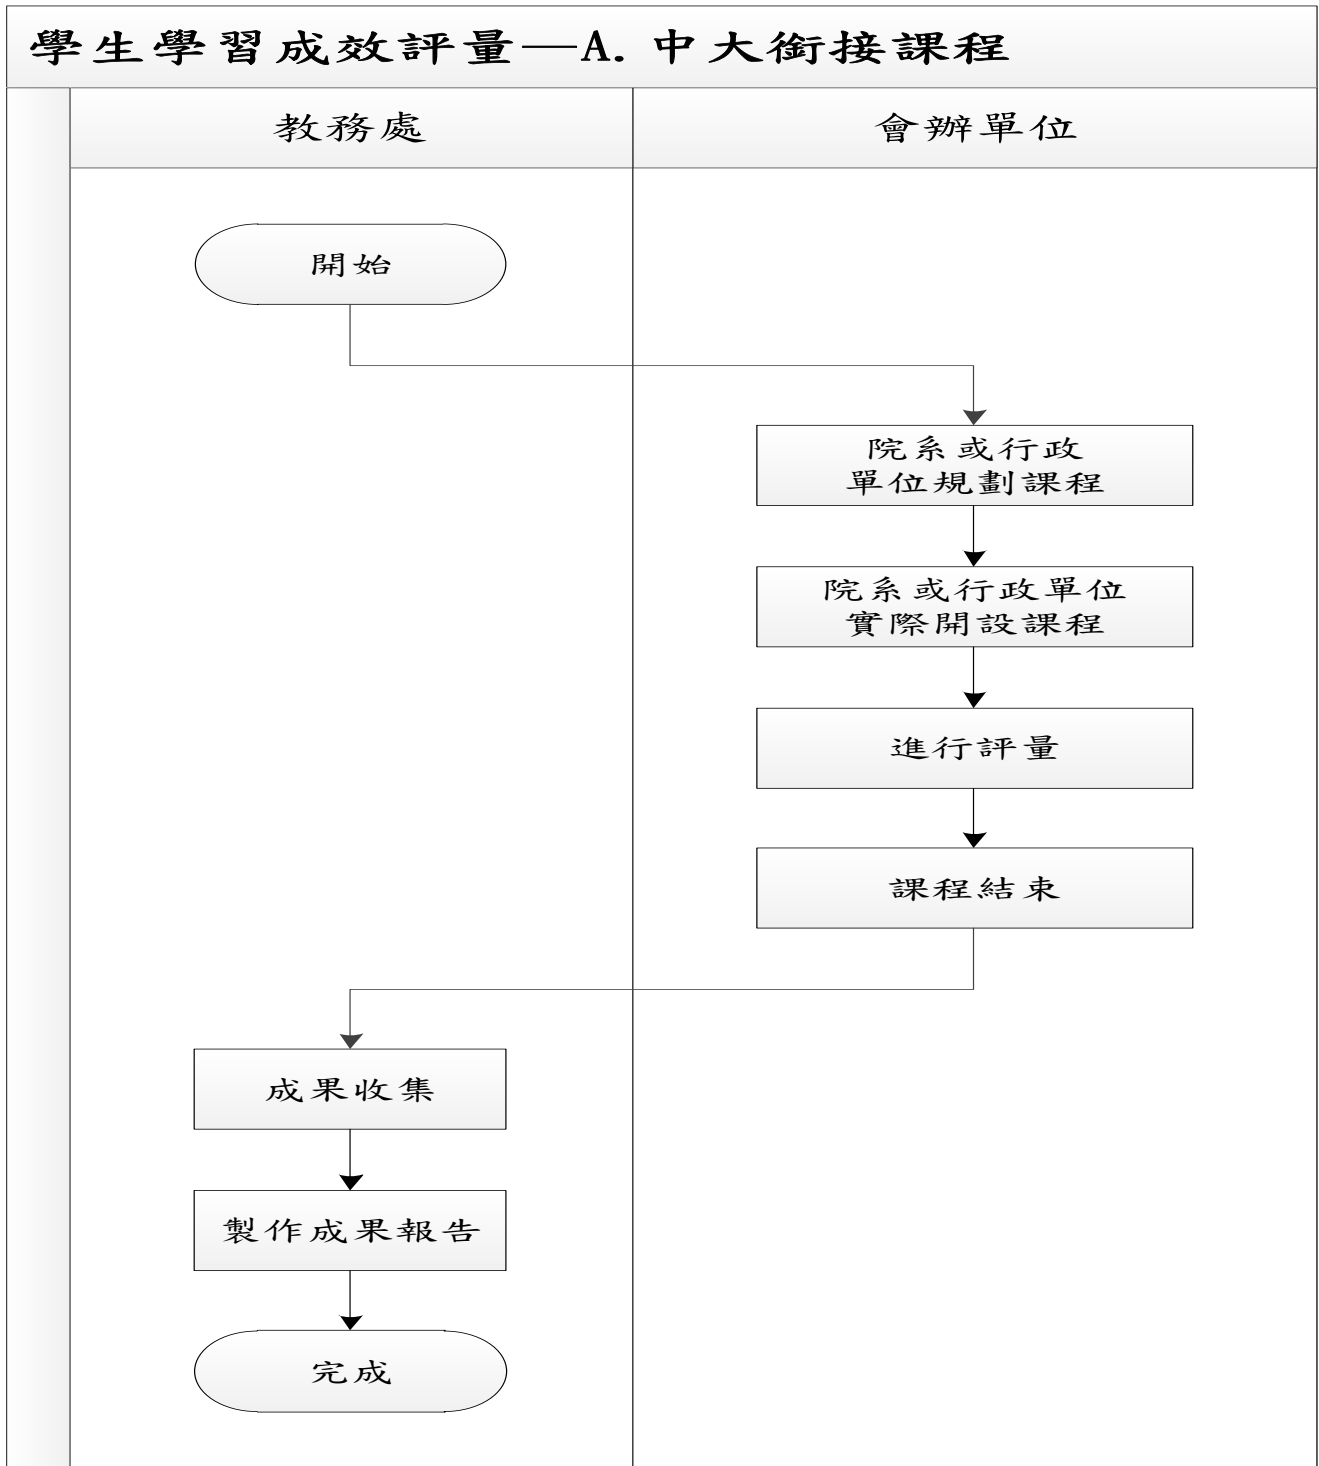 學生學習成效評量—A.中大銜接課程
教務處
會辦單位
開始
院系或行政
單位規劃課程
院系或行政單位
實際開設課程
進行評量
課程結束
成果收集
製作成果報告
完成